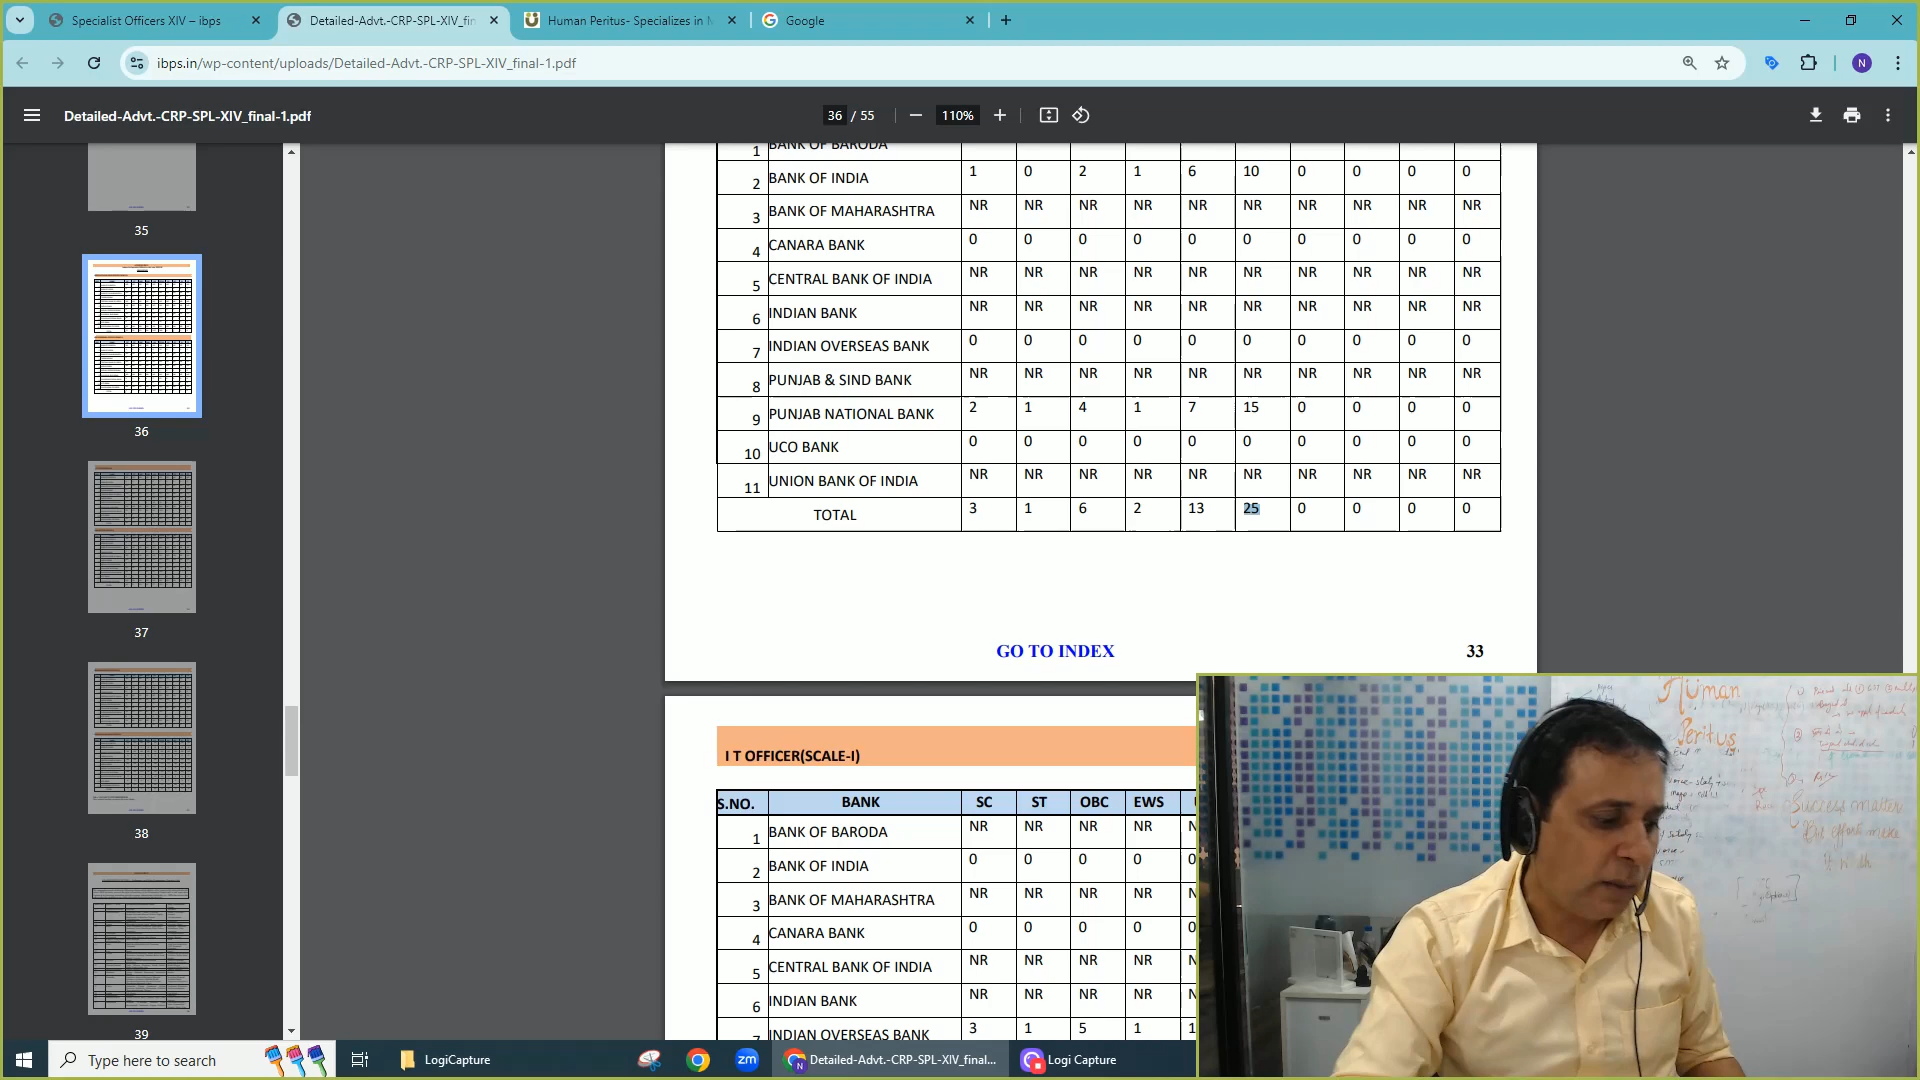 Specialist Officers XIV – ibps
Detailed-Advt.-CRP-SPL-XIV_fin
Human Peritus- Specializes in
Google
ibps.in/wp-content/uploads/Detailed-Advt.-CRP-SPL-XIV_final-1.pdf
N
Detailed-Advt.-CRP-SPL-XIV_final-1.pdf
36 / 55
110%
35
36
37
38
39
1 BANK OF BARODA
2 BANK OF INDIA 1 0 2 1 6 10 0 0 0 0
3 BANK OF MAHARASHTRA NR NR NR NR NR NR NR NR NR NR
4 CANARA BANK 0 0 0 0 0 0 0 0 0 0
5 CENTRAL BANK OF INDIA NR NR NR NR NR NR NR NR NR NR
6 INDIAN BANK NR NR NR NR NR NR NR NR NR NR
7 INDIAN OVERSEAS BANK 0 0 0 0 0 0 0 0 0 0
8 PUNJAB & SIND BANK NR NR NR NR NR NR NR NR NR NR
9 PUNJAB NATIONAL BANK 2 1 4 1 7 15 0 0 0 0
10 UCO BANK 0 0 0 0 0 0 0 0 0 0
11 UNION BANK OF INDIA NR NR NR NR NR NR NR NR NR NR
TOTAL 3 1 6 2 13 25 0 0 0 0
GO TO INDEX 33
I T OFFICER(SCALE-I)
S.NO. BANK SC ST OBC EWS
1 BANK OF BARODA NR NR NR NR
2 BANK OF INDIA 0 0 0 0 0
3 BANK OF MAHARASHTRA NR NR NR NR
4 CANARA BANK 0 0 0 0 0
5 CENTRAL BANK OF INDIA NR NR NR NR
6 INDIAN BANK NR NR NR NR
INDIAN OVERSEAS BANK 3 1 5 1
Human
Peritus
Success matter
But effort make
Type here to search
LogiCapture
zm
Detailed-Advt.-CRP-SPL-XIV_final...
Logi Capture